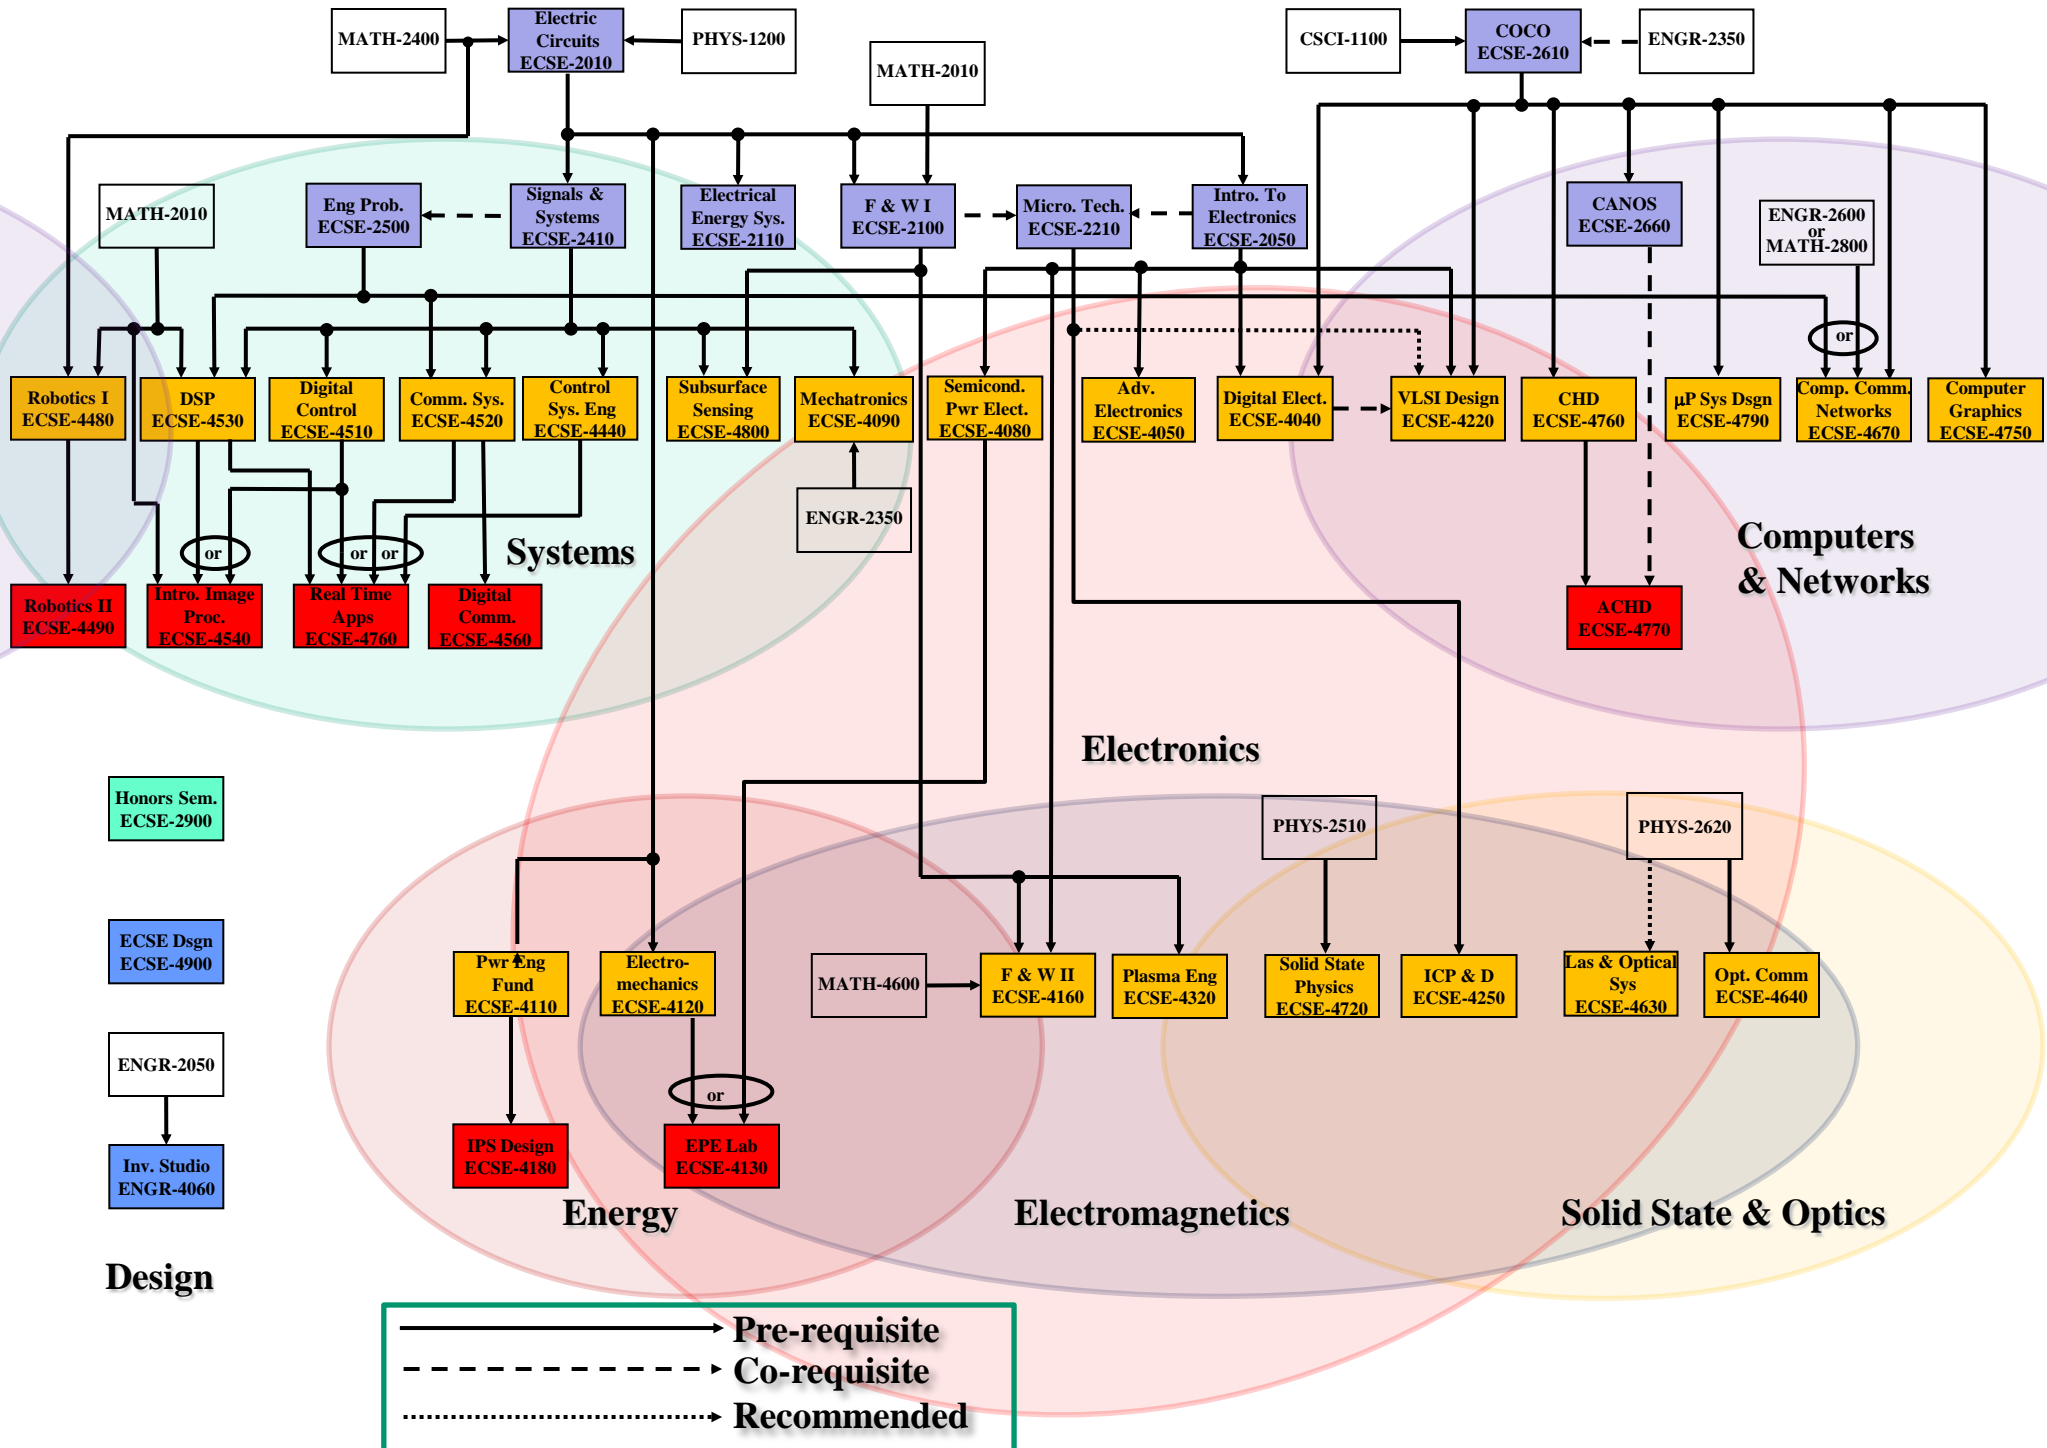 MATH-2400
Electric
Circuits
ECSE-2010
PHYS-1200
MATH-2010
CSCI-1100
COCO
ECSE-2610
ENGR-2350
MATH-2010
Eng Prob.
ECSE-2500
Signals &
Systems
ECSE-2410
Electrical
Energy Sys.
ECSE-2110
F & W I
ECSE-2100
Micro. Tech.
ECSE-2210
Intro. To
Electronics
ECSE-2050
CANOS
ECSE-2660
ENGR-2600
or
MATH-2800
or
Robotics I
ECSE-4480
DSP
ECSE-4530
Digital
Control
ECSE-4510
Comm. Sys.
ECSE-4520
Control
Sys. Eng
ECSE-4440
Subsurface
Sensing
ECSE-4800
Mechatronics
ECSE-4090
Semicond.
Pwr Elect.
ECSE-4080
Adv.
Electronics
ECSE-4050
Digital Elect.
ECSE-4040
VLSI Design
ECSE-4220
CHD
ECSE-4760
µP Sys Dsgn
ECSE-4790
Comp. Comm.
Networks
ECSE-4670
Computer
Graphics
ECSE-4750
ENGR-2350
or
or or
Systems
Computers
& Networks
Robotics II
ECSE-4490
Intro. Image
Proc.
ECSE-4540
Real Time
Apps
ECSE-4760
Digital
Comm.
ECSE-4560
ACHD
ECSE-4770
Electronics
Honors Sem.
ECSE-2900
PHYS-2510
PHYS-2620
ECSE Dsgn
ECSE-4900
Pwr Eng
Fund
ECSE-4110
Electro-
mechanics
ECSE-4120
MATH-4600
F & W II
ECSE-4160
Plasma Eng
ECSE-4320
Solid State
Physics
ECSE-4720
ICP & D
ECSE-4250
Las & Optical
Sys
ECSE-4630
Opt. Comm
ECSE-4640
ENGR-2050
or
Inv. Studio
ENGR-4060
IPS Design
ECSE-4180
EPE Lab
ECSE-4130
Energy
Electromagnetics
Solid State & Optics
Design
Pre-requisite
Co-requisite
Recommended